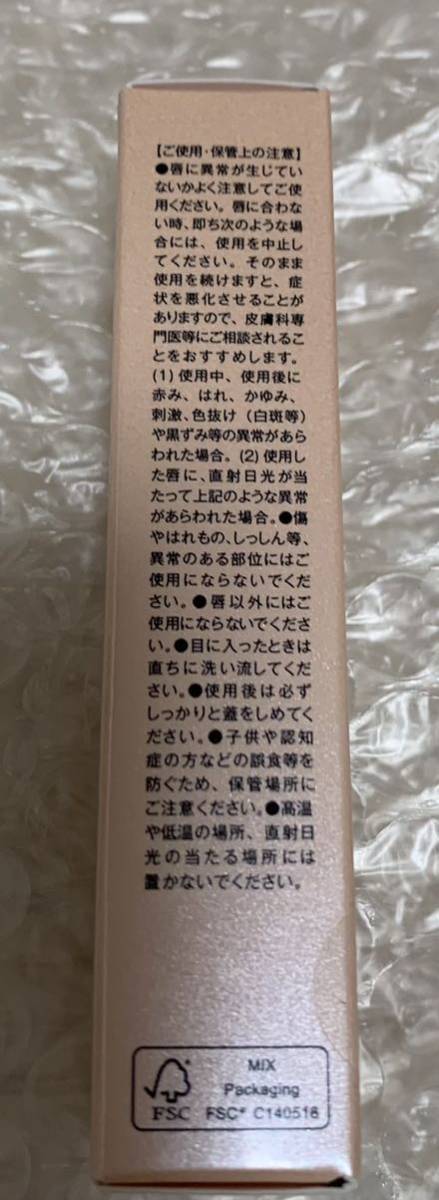 【ご使用・保管上の注意】
●唇に異常が生じてい
ないかよく注意してご使
用ください。唇に合わな
い時、即ち次のような場
合には、使用を中止し
てください。そのまま
使用を続けますと、症
状を悪化させることが
ありますので、皮膚科専
門医等にご相談されるこ
とをおすすめします。
(1)使用中、使用後に
赤み、はれ、かゆみ、
刺激、色抜け（白斑等）
や黒ずみ等の異常があら
われた場合。(2)使用し
た唇に、直射日光が当
たって上記のような異常
があらわれた場合。●傷
やはれもの、しっしん等、
異常のある部位にはご
使用にならないでくだ
さい。●唇以外にはご
使用にならないでくださ
い。●目に入ったときは
直ちに洗い流してくだ
さい。●使用後は必ず
しっかりと蓋をしめてく
ださい。●子供や認知
症の方などの誤食等を
防ぐため、保管場所に
ご注意ください。●高温
や低温の場所、直射日
光の当たる場所には
置かないでください。
MIX
Packaging
FSC FSC® C140516